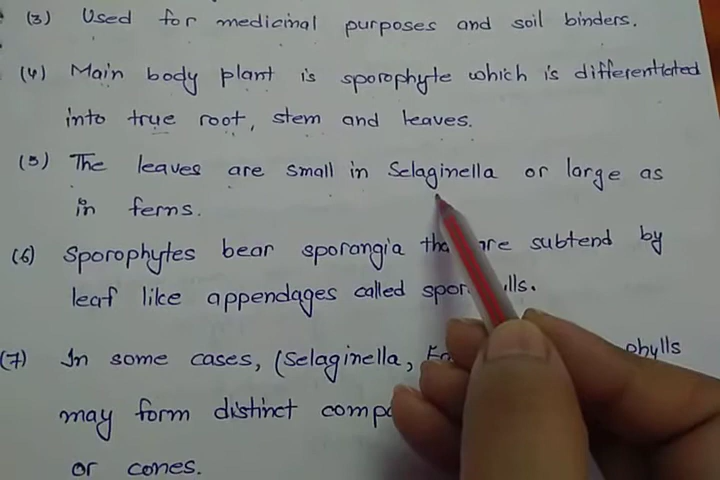 (3) Used for medicinal purposes and soil binders.
(4) Main body plant is sporophyte which is differentiated
into true root, stem and leaves.
(5) The leaves are small in Selaginella or large as
in ferns.
(6) Sporophytes bear sporangia that are subtend by
leaf like appendages called
(7) In some cases, (Selaginella,
may form distinct
or cones.